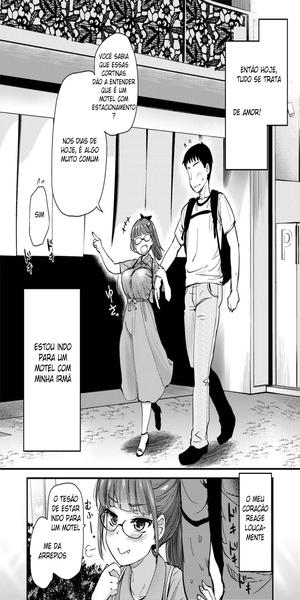 ENTÃO HOJE,
TUDO SE TRATA
DE AMOR!
VOCÊ SABIA
QUE ESSAS
CORTINAS
DÃO A ENTENDER
QUE É UM
MOTEL COM
ESTACIONAMENTO
?
NOS DIAS DE
HOJE, É ALGO
MUITO COMUM
SIM
ESTOU INDO
PARA UM
MOTEL COM
MINHA IRMÃ
O MEU
CORAÇÃO
REAGE
LOUCA-
MENTE
O TESÃO
DE ESTAR
INDO PARA UM
MOTEL
ME DA
ARREPIOS